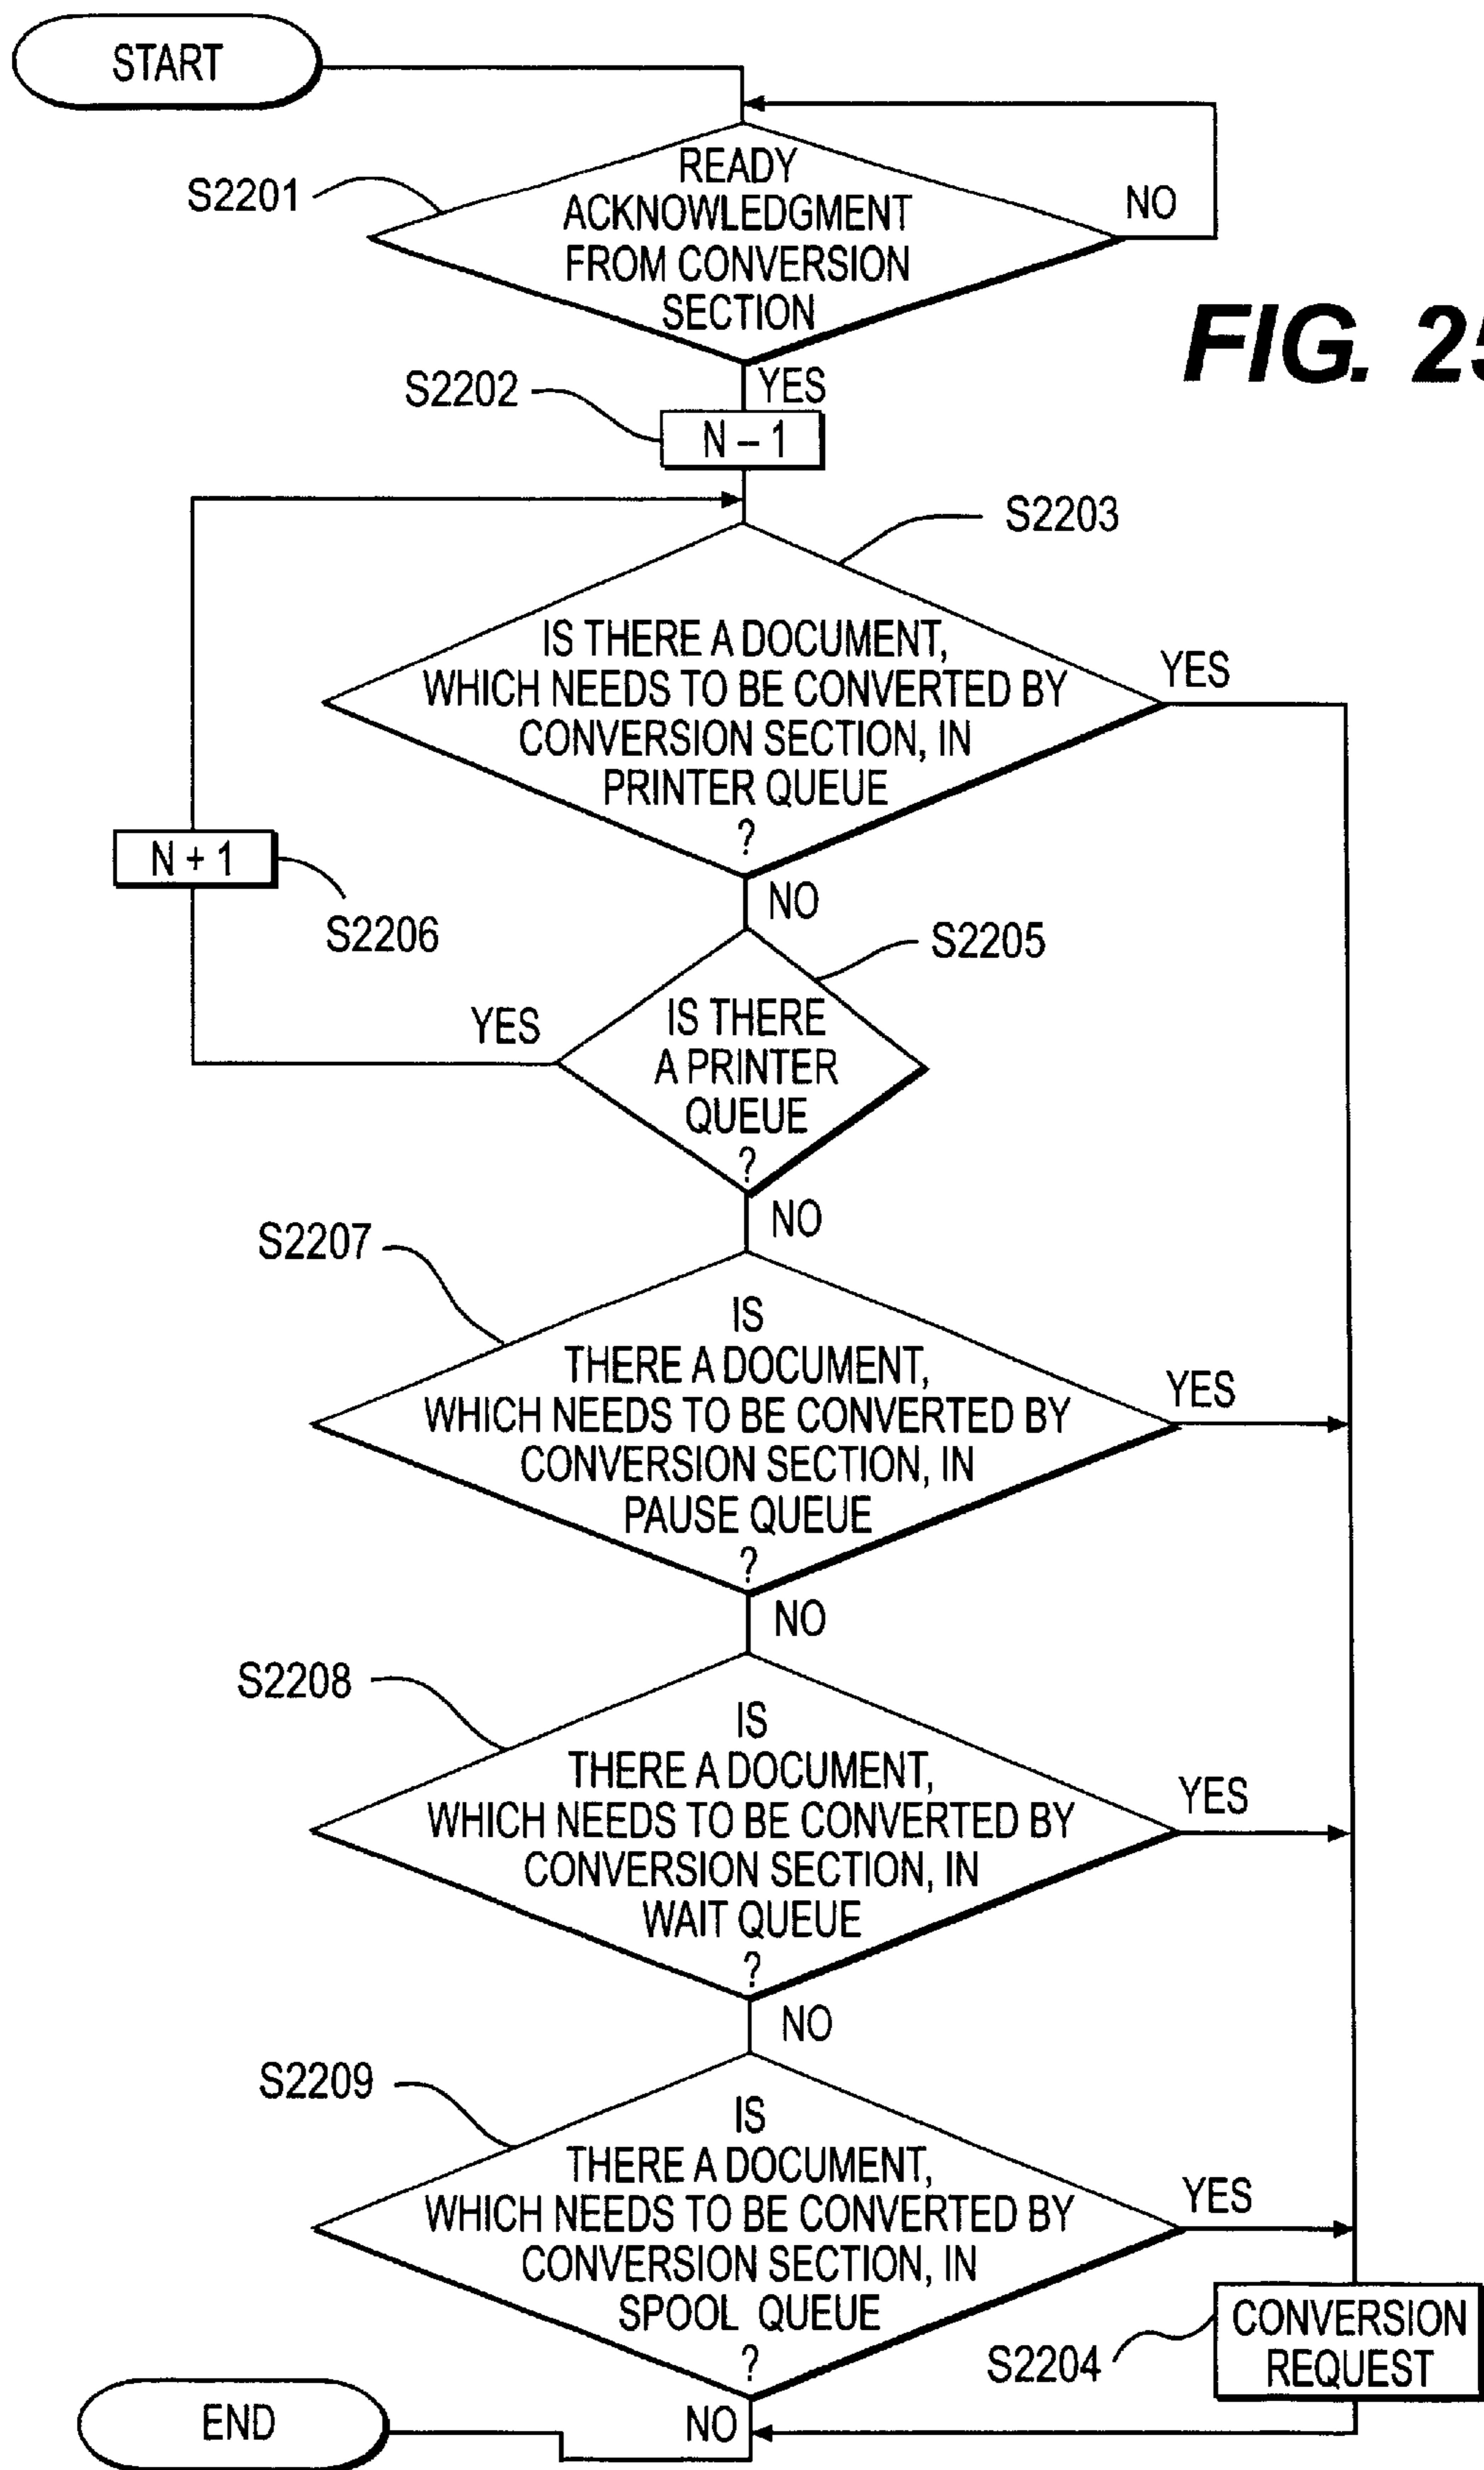 START
READY
ACKNOWLEDGMENT
FROM CONVERSION
SECTION
S2201
NO
FIG. 25
YES
S2202
N – 1
S2203
IS THERE A DOCUMENT,
WHICH NEEDS TO BE CONVERTED BY
CONVERSION SECTION, IN
PRINTER QUEUE
?
YES
N + 1
S2206
NO
S2205
YES
IS THERE
A PRINTER
QUEUE
?
NO
S2207
IS
THERE A DOCUMENT,
WHICH NEEDS TO BE CONVERTED BY
CONVERSION SECTION, IN
PAUSE QUEUE
?
YES
NO
S2208
IS
THERE A DOCUMENT,
WHICH NEEDS TO BE CONVERTED BY
CONVERSION SECTION, IN
WAIT QUEUE
?
YES
NO
S2209
IS
THERE A DOCUMENT,
WHICH NEEDS TO BE CONVERTED BY
CONVERSION SECTION, IN
SPOOL QUEUE
?
YES
S2204
CONVERSION
REQUEST
NO
END